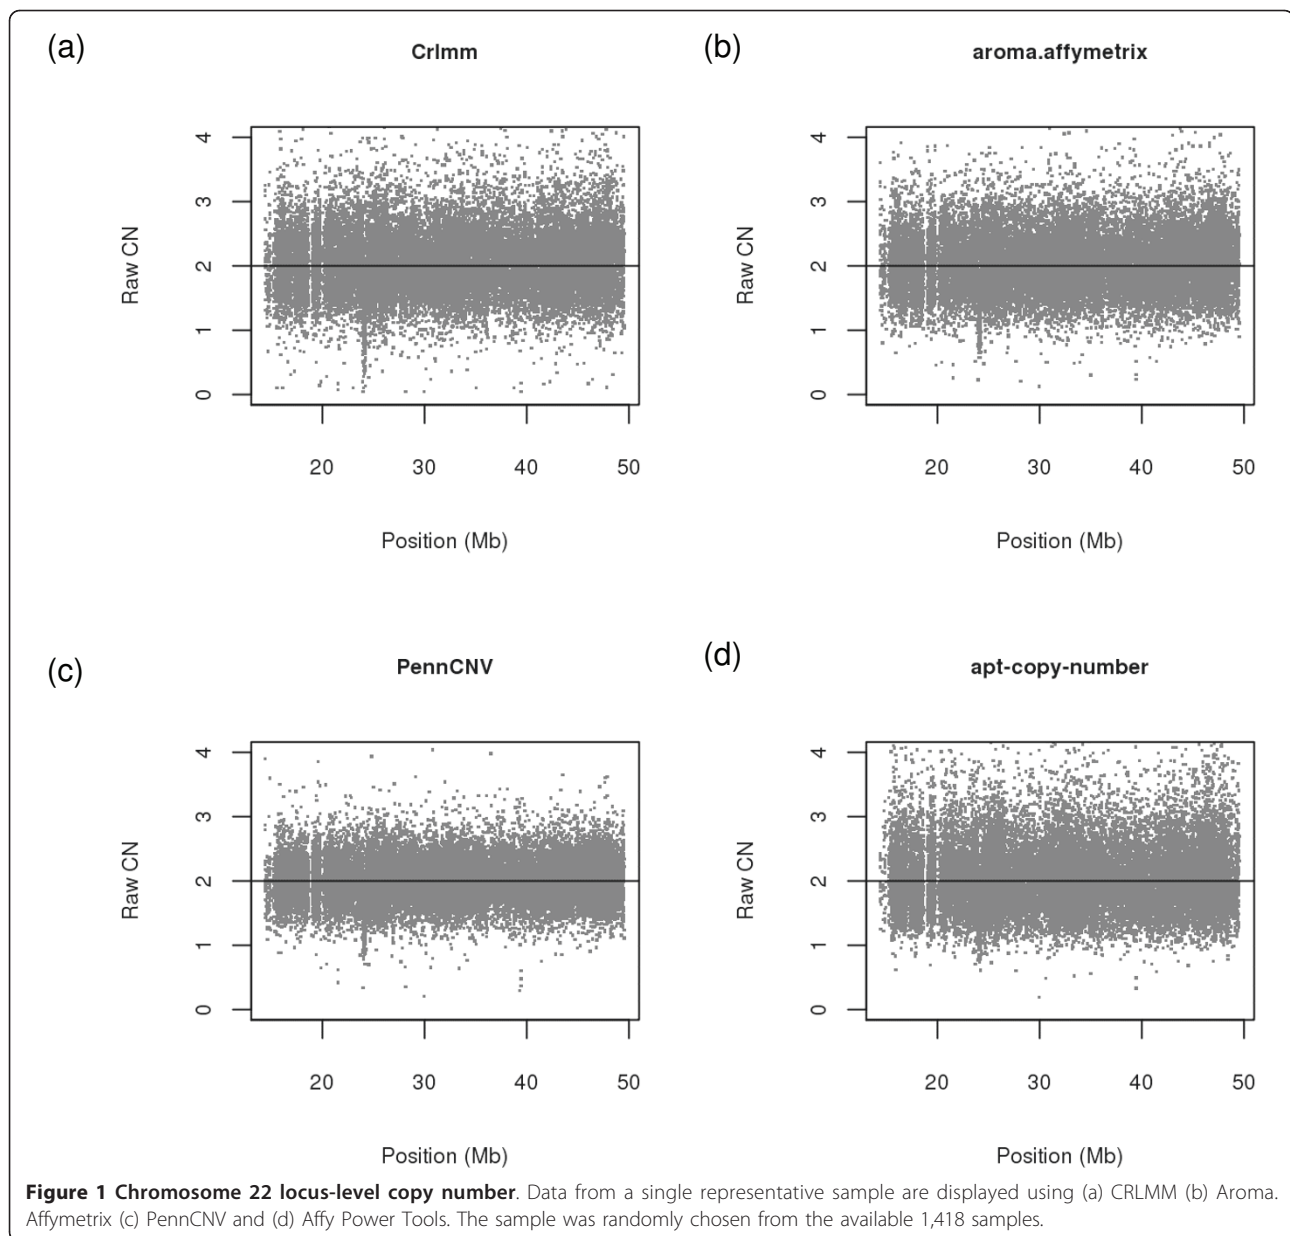 (a)
Crlmm
Raw CN
4
3
2
1
0
20 30 40 50
Position (Mb)
(b)
aroma.affymetrix
Raw CN
4
3
2
1
0
20 30 40 50
Position (Mb)
(c)
PennCNV
Raw CN
4
3
2
1
0
20 30 40 50
Position (Mb)
(d)
apt-copy-number
Raw CN
4
3
2
1
0
20 30 40 50
Position (Mb)
Figure 1 Chromosome 22 locus-level copy number. Data from a single representative sample are displayed using (a) CRLMM (b) Aroma.
Affymetrix (c) PennCNV and (d) Affy Power Tools. The sample was randomly chosen from the available 1,418 samples.